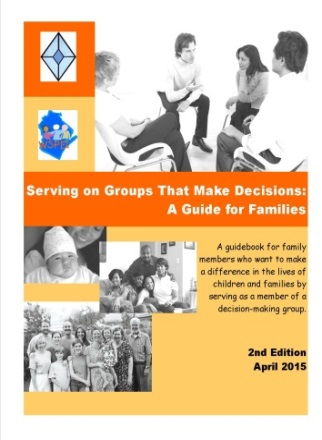 WSPEI
Serving on Groups That Make Decisions:
A Guide for Families
A guidebook for family
members who want to make
a difference in the lives of
children and families by
serving as a member of a
decision-making group.
2nd Edition
April 2015